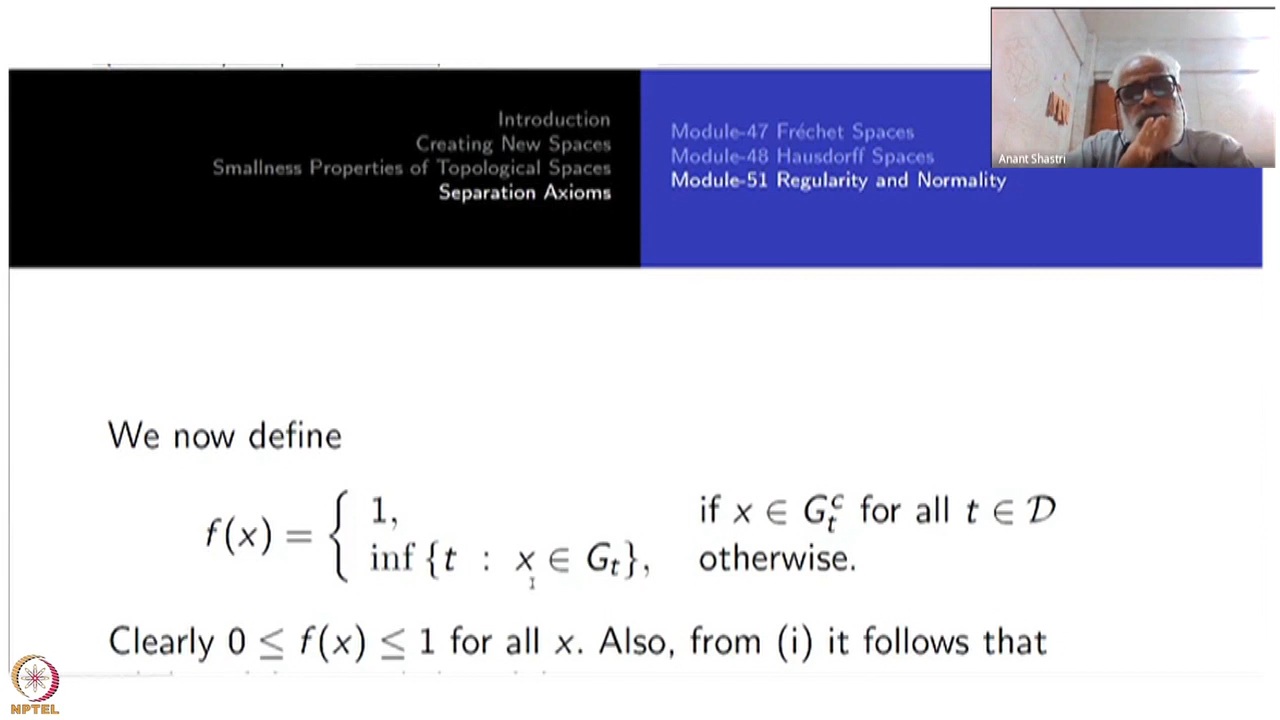 Introduction
Creating New Spaces
Smallness Properties of Topological Spaces
Separation Axioms
Module-47 Fréchet Spaces
Module-48 Hausdorff Spaces
Module-51 Regularity and Normality
Anant Shastri
We now define
f(x) = { 1, if x ∈ G_t^c for all t ∈ 𝒟
inf {t : x ∈ G_t}, otherwise.
Clearly 0 ≤ f(x) ≤ 1 for all x. Also, from (i) it follows that
NPTEL